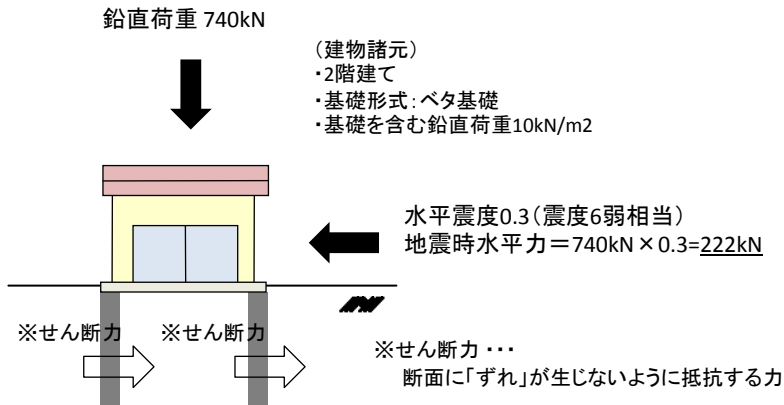 鉛直荷重 740kN
（建物諸元）
・2階建て
・基礎形式：ベタ基礎
・基礎を含む鉛直荷重10kN/m2
水平震度0.3（震度6弱相当）
地震時水平力＝740kN×0.3=222kN
※せん断力
※せん断力
※せん断力・・・
断面に「ずれ」が生じないように抵抗する力